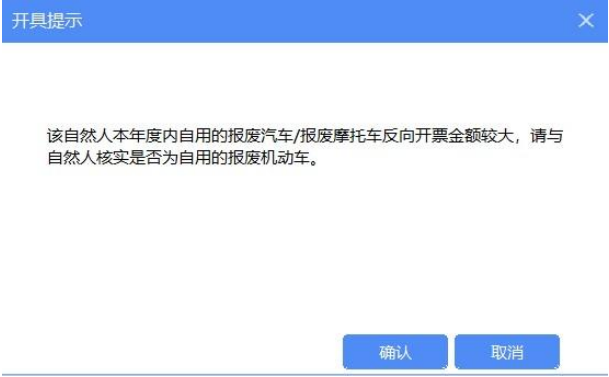 开具提示
该自然人本年度内自用的报废汽车/报废摩托车反向开票金额较大，请与
自然人核实是否为自用的报废机动车。
确认
取消